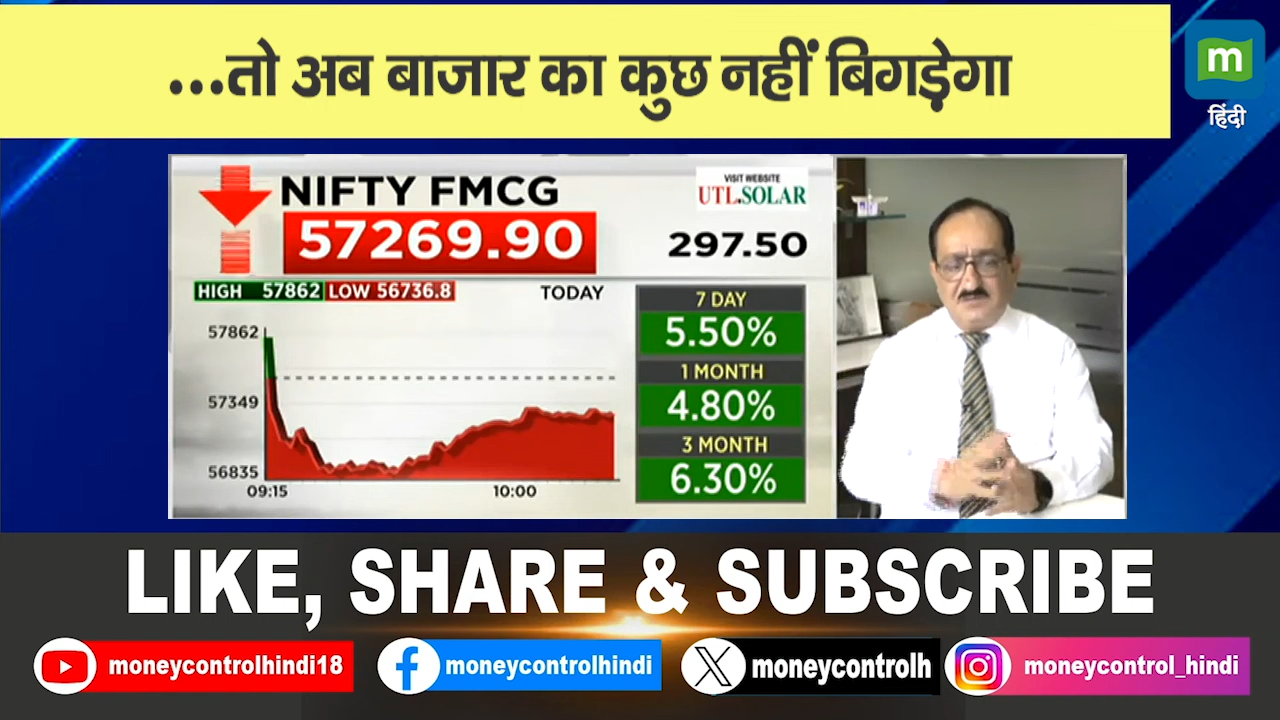 ...तो अब बाजार का कुछ नहीं बिगड़ेगा
m
हिंदी
NIFTY FMCG
VISIT WEBSITE
UTL.SOLAR
57269.90
297.50
HIGH 57862 LOW 56736.8
TODAY
57862
57349
56835
09:15
10:00
7 DAY
5.50%
1 MONTH
4.80%
3 MONTH
6.30%
LIKE, SHARE & SUBSCRIBE
moneycontrolhindi18
moneycontrolhindi
moneycontrolh
moneycontrol_hindi